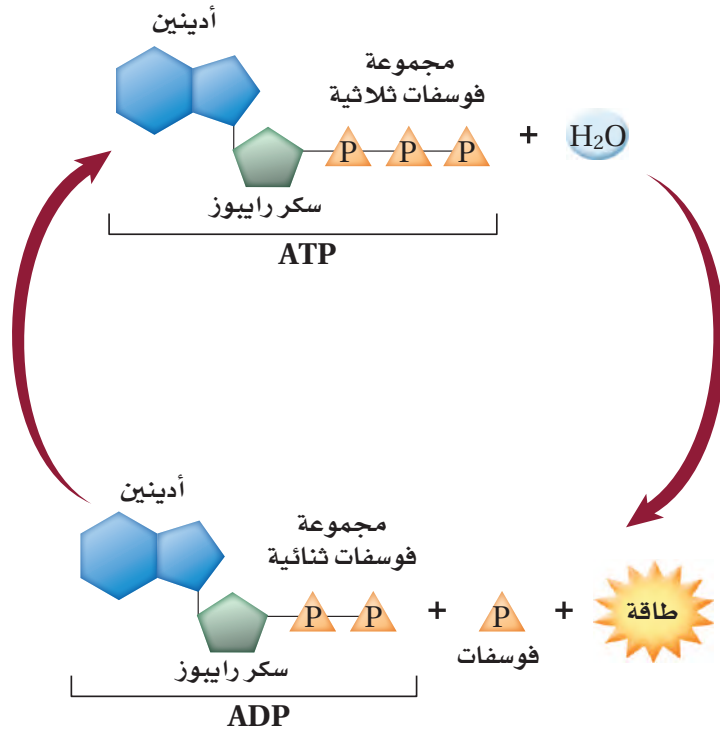 أدينين
مجموعة
فوسفات ثلاثية
P P P + H₂O
سكر رايبوز
ATP
أدينين
مجموعة
فوسفات ثنائية
P P + P + طاقة
فوسفات
سكر رايبوز
ADP